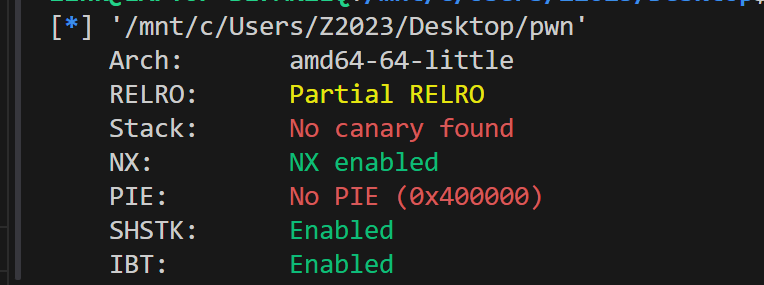 [*] '/mnt/c/Users/Z2023/Desktop/pwn'
Arch: amd64-64-little
RELRO: Partial RELRO
Stack: No canary found
NX: NX enabled
PIE: No PIE (0x400000)
SHSTK: Enabled
IBT: Enabled